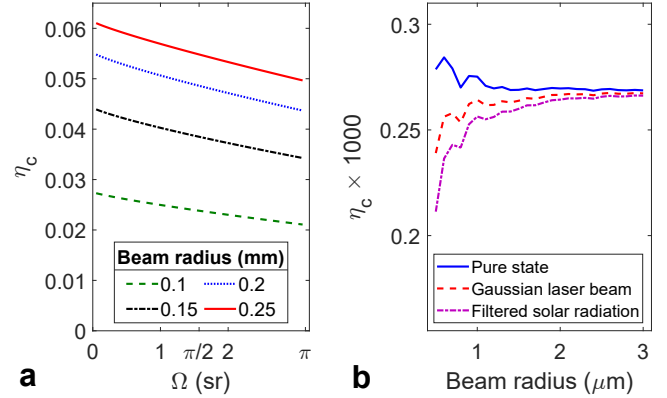 0.06
0.05
0.04
0.03
0.02
0.01
0
η_c
Beam radius (mm)
0.1 0.2
0.15 0.25
0 1 π/2 2 π
Ω (sr)
a
0.3
0.25
0.2
η_c × 1000
Pure state
Gaussian laser beam
Filtered solar radiation
1 2 3
Beam radius (μm)
b